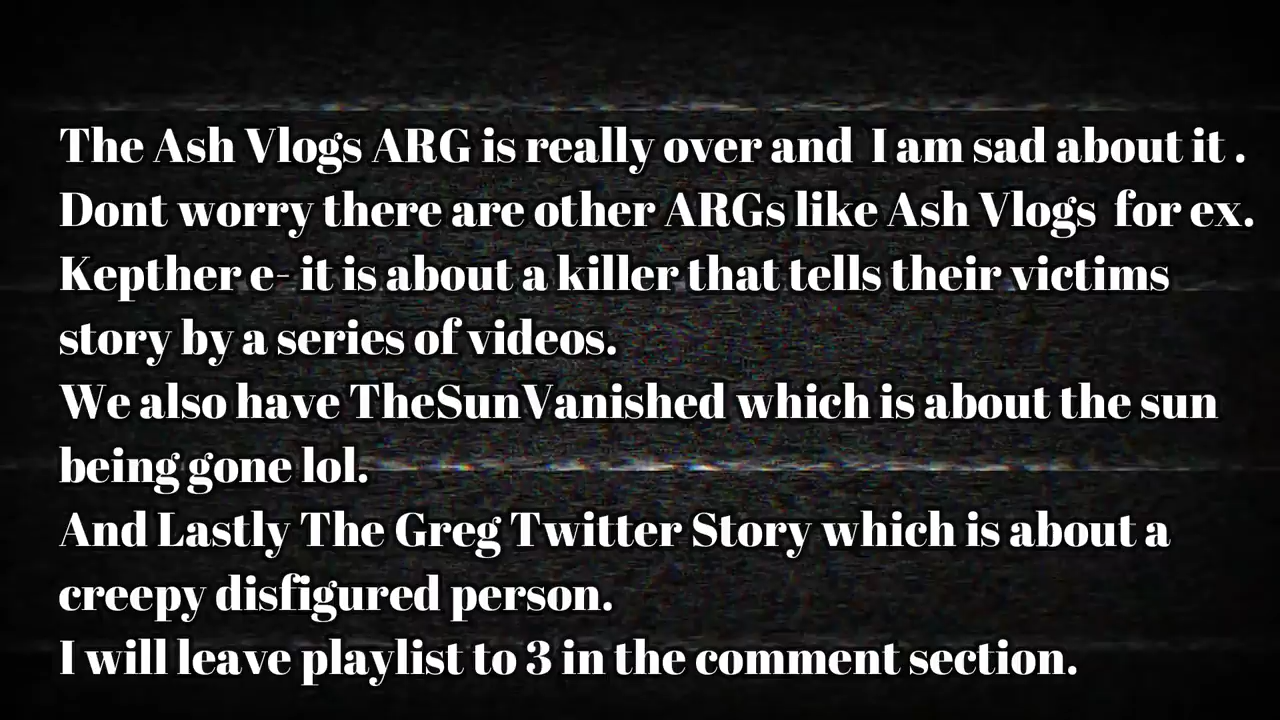 The Ash Vlogs ARG is really over and  I am sad about it .
Dont worry there are other ARGs like Ash Vlogs  for ex.
Kepther e- it is about a killer that tells their victims
story by a series of videos.
We also have TheSunVanished which is about the sun
being gone lol.
And Lastly The Greg Twitter Story which is about a
creepy disfigured person.
I will leave playlist to 3 in the comment section.